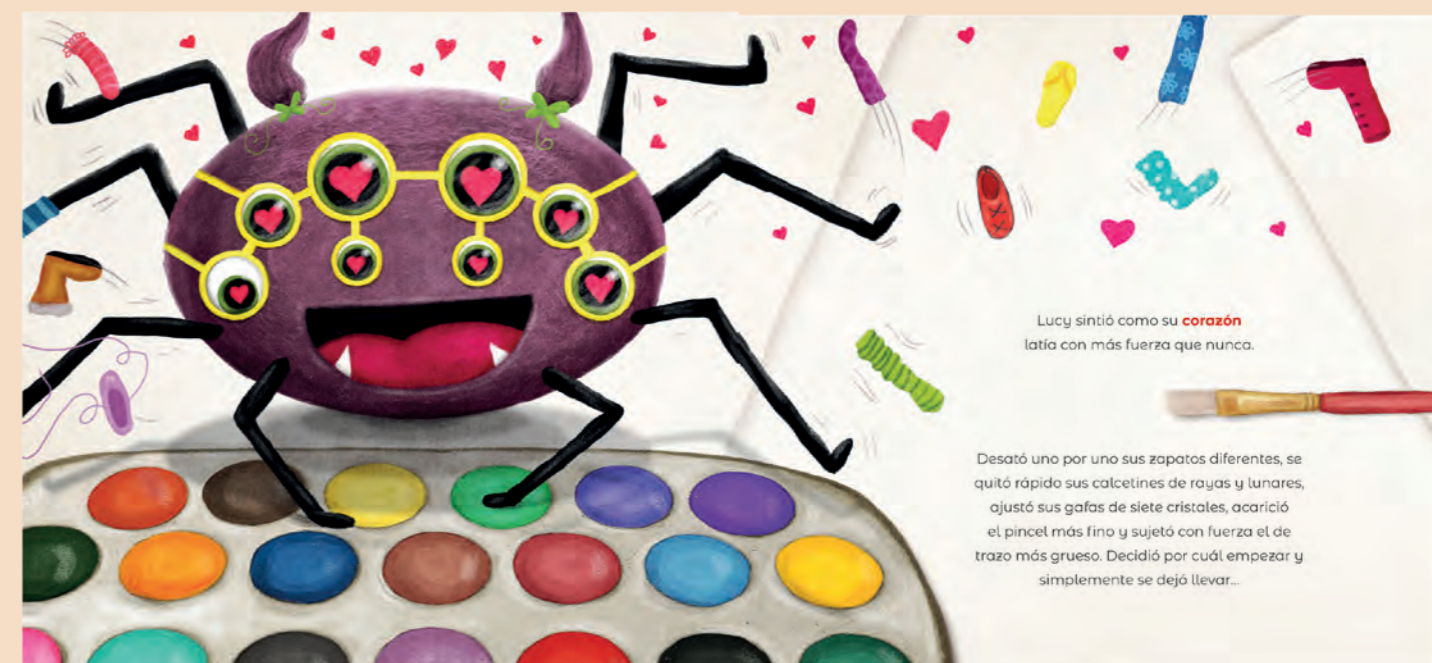 Lucy sintió como su corazón
latía con más fuerza que nunca.
Desató uno por uno sus zapatos diferentes, se
quitó rápido sus calcetines de rayas y lunares,
ajustó sus gafas de siete cristales, acarició
el pincel más fino y sujetó con fuerza el de
trazo más grueso. Decidió por cuál empezar y
simplemente se dejó llevar...